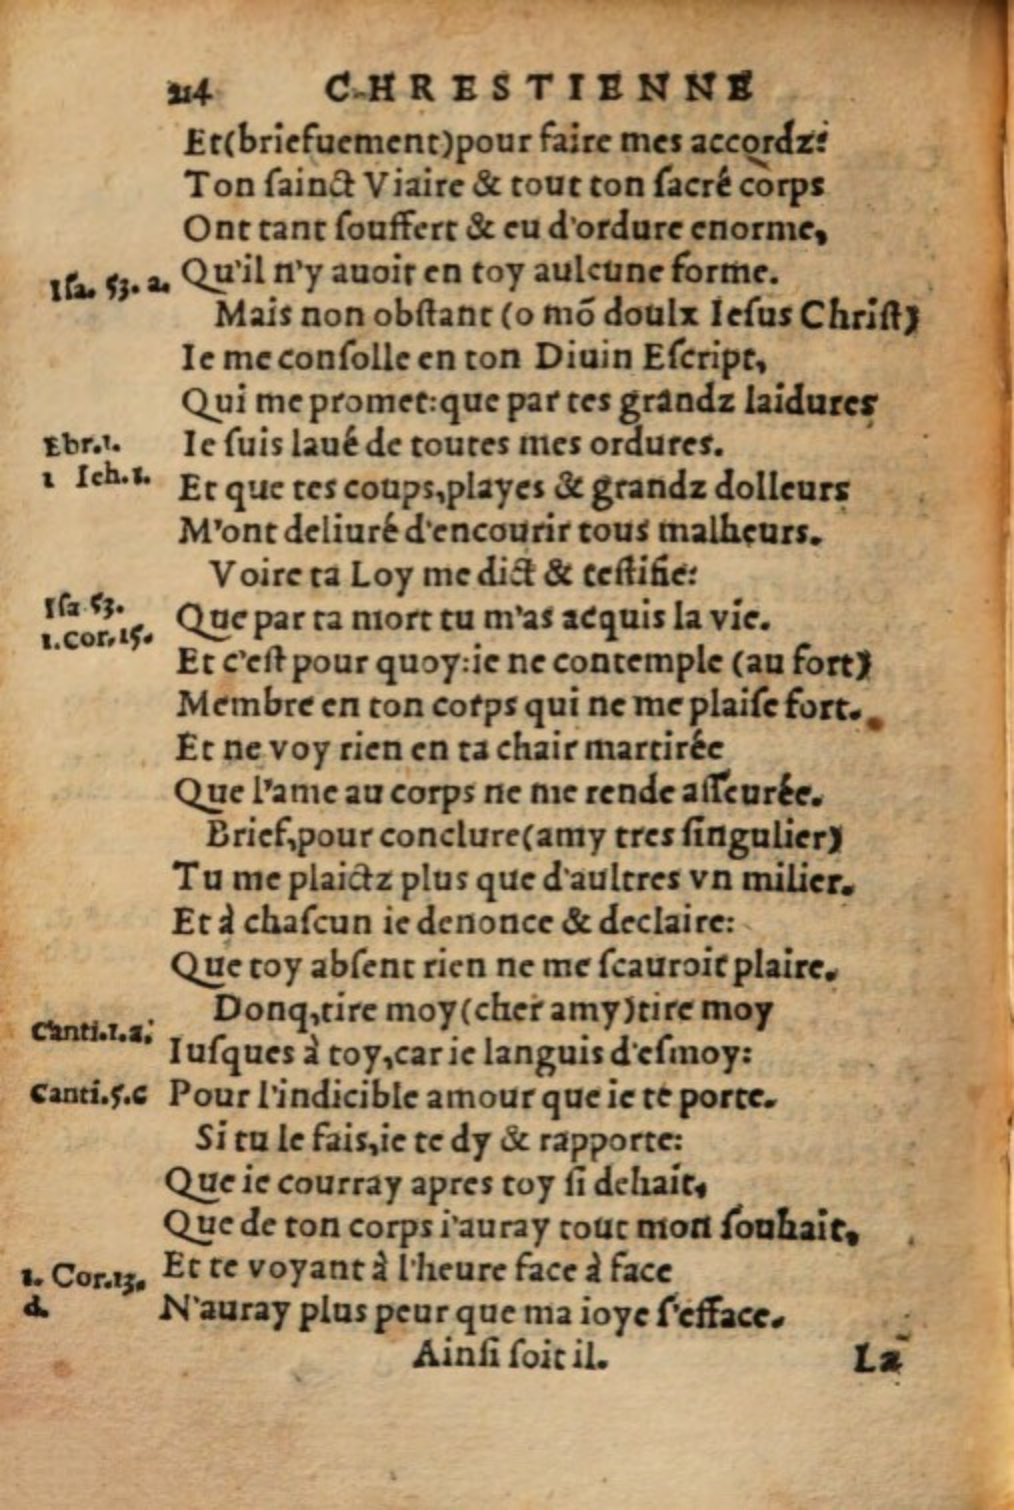 214 CHRESTIENNE
Et(briefuement)pour faire mes accordz:
Ton ſainct Viaire & tout ton ſacré corps
Ont tant ſouffert & eu d'ordure enorme,
Iſa. 53. a. Qu'il n'y auoit en toy aulcune forme.
Mais non obſtant (o mõ doulx Ieſus Chriſt)
Ie me conſolle en ton Diuin Eſcript,
Qui me promet:que par tes grandz laidures
Ebr.1. Ie ſuis laué de toutes mes ordures.
1 Ieh.1. Et que tes coups,playes & grandz dolleurs
M'ont deliuré d'encourir tous malheurs.
Voire ta Loy me dict & teſtifie:
Iſa 53. Que par ta mort tu m'as acquis la vie.
1.Cor.15. Et c'eſt pour quoy:ie ne contemple (au fort)
Membre en ton corps qui ne me plaiſe fort.
Et ne voy rien en ta chair martirée
Que l'ame au corps ne me rende aſſeurée.
Brief,pour conclure(amy tres ſingulier)
Tu me plaictz plus que d'aultres vn milier.
Et à chaſcun ie denonce & declaire:
Que toy abſent rien ne me ſcauroit plaire.
Donq,tire moy(cher amy)tire moy
Canti.1.a. Iuſques à toy,car ie languis d'eſmoy:
Canti.5.c Pour l'indicible amour que ie te porte.
Si tu le fais,ie te dy & rapporte:
Que ie courray apres toy ſi dehait,
Que de ton corps i'auray tout mon ſouhait,
1. Cor.13. Et te voyant à l'heure face à face
d. N'auray plus peur que ma ioye ſ'efface.
Ainſi ſoit il. La